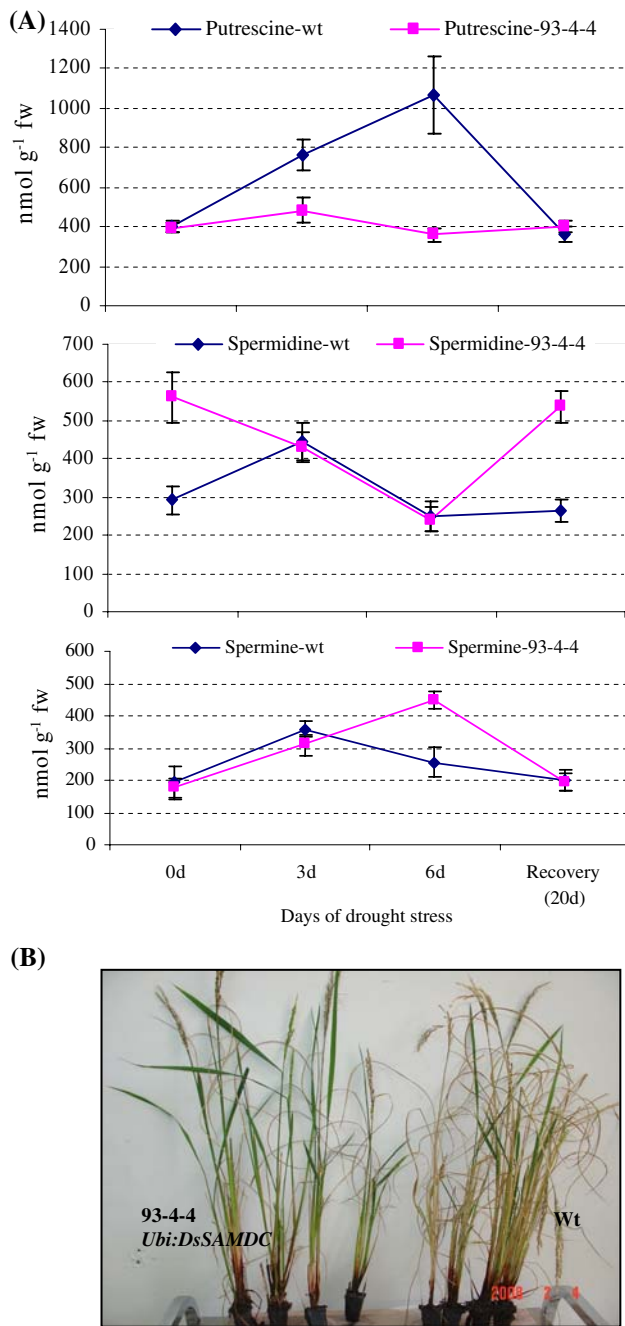 (A)
Putrescine-wt Putrescine-93-4-4
1400
1200
1000
800
600
400
200
0
nmol g-1 fw
Spermidine-wt Spermidine-93-4-4
700
600
500
400
300
200
100
0
nmol g-1 fw
Spermine-wt Spermine-93-4-4
600
500
400
300
200
100
0
nmol g-1 fw
0d 3d 6d Recovery
(20d)
Days of drought stress
(B)
93-4-4
Ubi:DsSAMDC
Wt